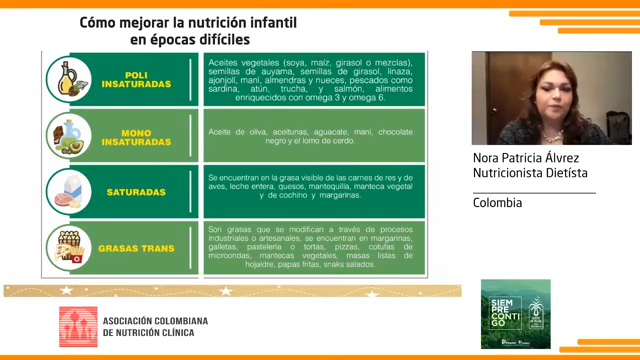 Cómo mejorar la nutrición infantil
en épocas difíciles
POLI
INSATURADAS
Aceites vegetales (soya, maíz, girasol o mezclas),
semillas de auyama, semillas de girasol, linaza,
ajonjolí, maní, almendras y nueces, pescados como
sardina, atún, trucha, y salmón, alimentos
enriquecidos con omega 3 y omega 6.
MONO
INSATURADAS
Aceite de oliva, aceitunas, aguacate, maní, chocolate
negro y el lomo de cerdo.
SATURADAS
Se encuentran en la grasa visible de las carnes de res y de
aves, leche entera, quesos, mantequilla, manteca vegetal
y de cochino y margarinas.
GRASAS TRANS
Son grasas que se modifican a través de procesos
industriales o artesanales, se encuentran en margarinas,
galletas, pastelería o tortas, pizzas, cotufas de
microondas, mantecas vegetales, masas listas de
hojaldre, papas fritas, snaks salados.
Nora Patricia Álvrez
Nutricionista Dietísta
Colombia
SIEM
PRE
CONTI
GO
ASOCIACIÓN COLOMBIANA
DE NUTRICIÓN CLÍNICA